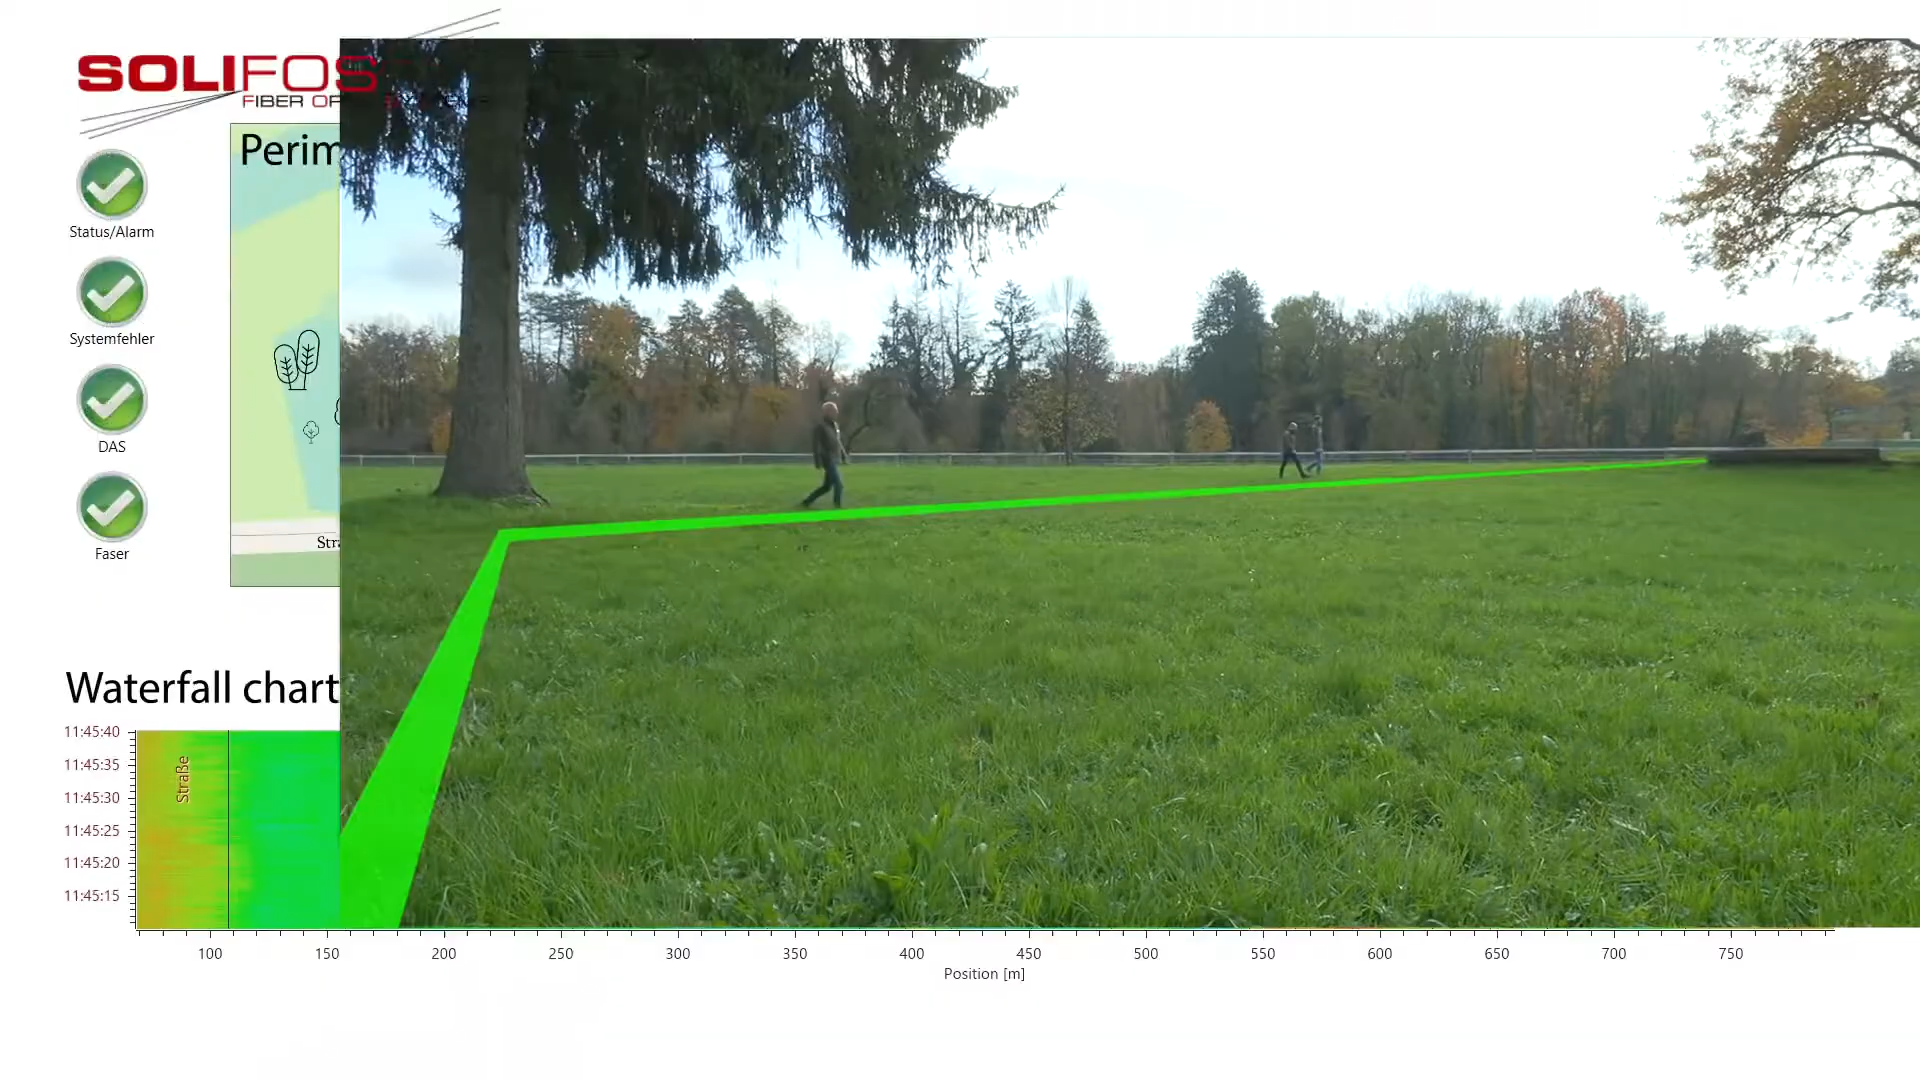 SOLIFOS
FIBER OP
Perim
Status/Alarm
Systemfehler
DAS
Faser
Str
Waterfall chart
11:45:40
11:45:35
11:45:30
11:45:25
11:45:20
11:45:15
Straße
100 150 200 250 300 350 400 450 500 550 600 650 700 750
Position [m]